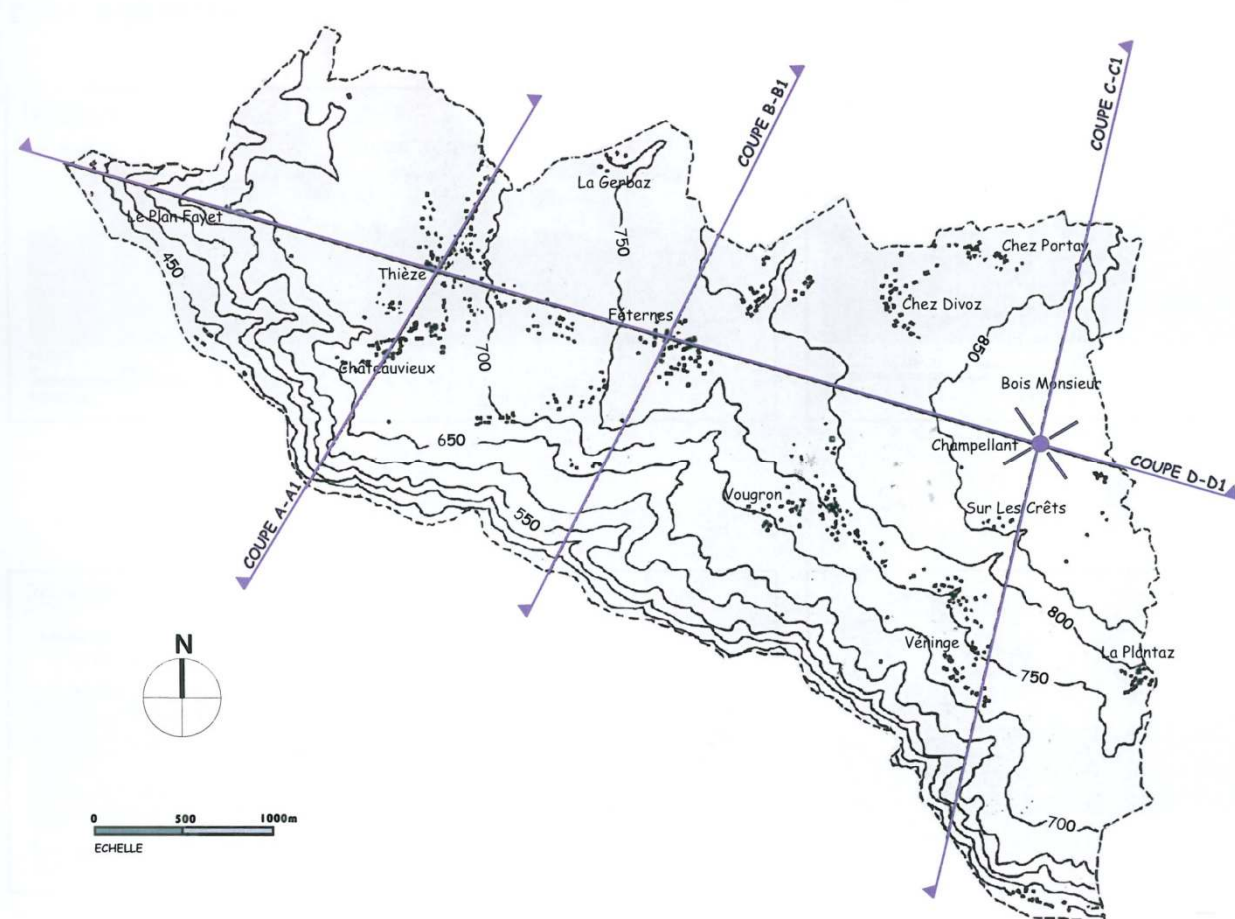 COUPE C-C1
COUPE B-B1
La Gerbaz
Chez Portay
Le Plan Fayet
750
450
Thièze
Chez Divoz
Féternes
700
850
Châteauvieux
Bois Monsieur
650
Champellant
COUPE D-D1
COUPE A-A1
550
Vougron
Sur Les Crêts
800
N
Véninge
La Plantaz
750
0 500 1000m
700
ECHELLE